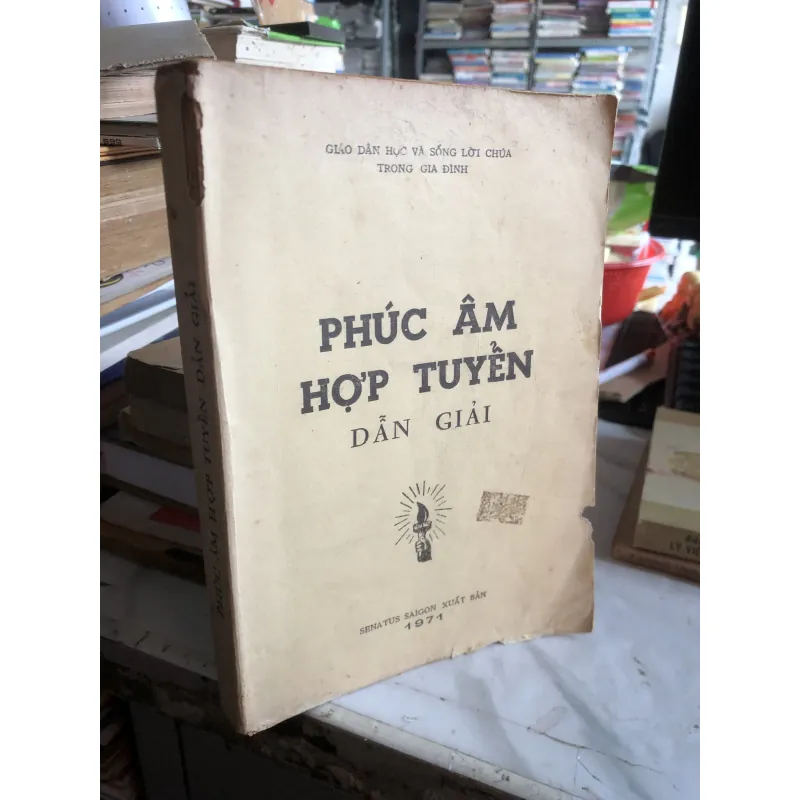 GIÁO DÂN HỌC VÀ SỐNG LỜI CHÚA
TRONG GIA ĐÌNH
PHÚC ÂM
HỢP TUYỂN
DẪN GIẢI
SENATUS SAIGON XUẤT BẢN
1971
PHÚC ÂM HỢP TUYỂN DẪN GIẢI